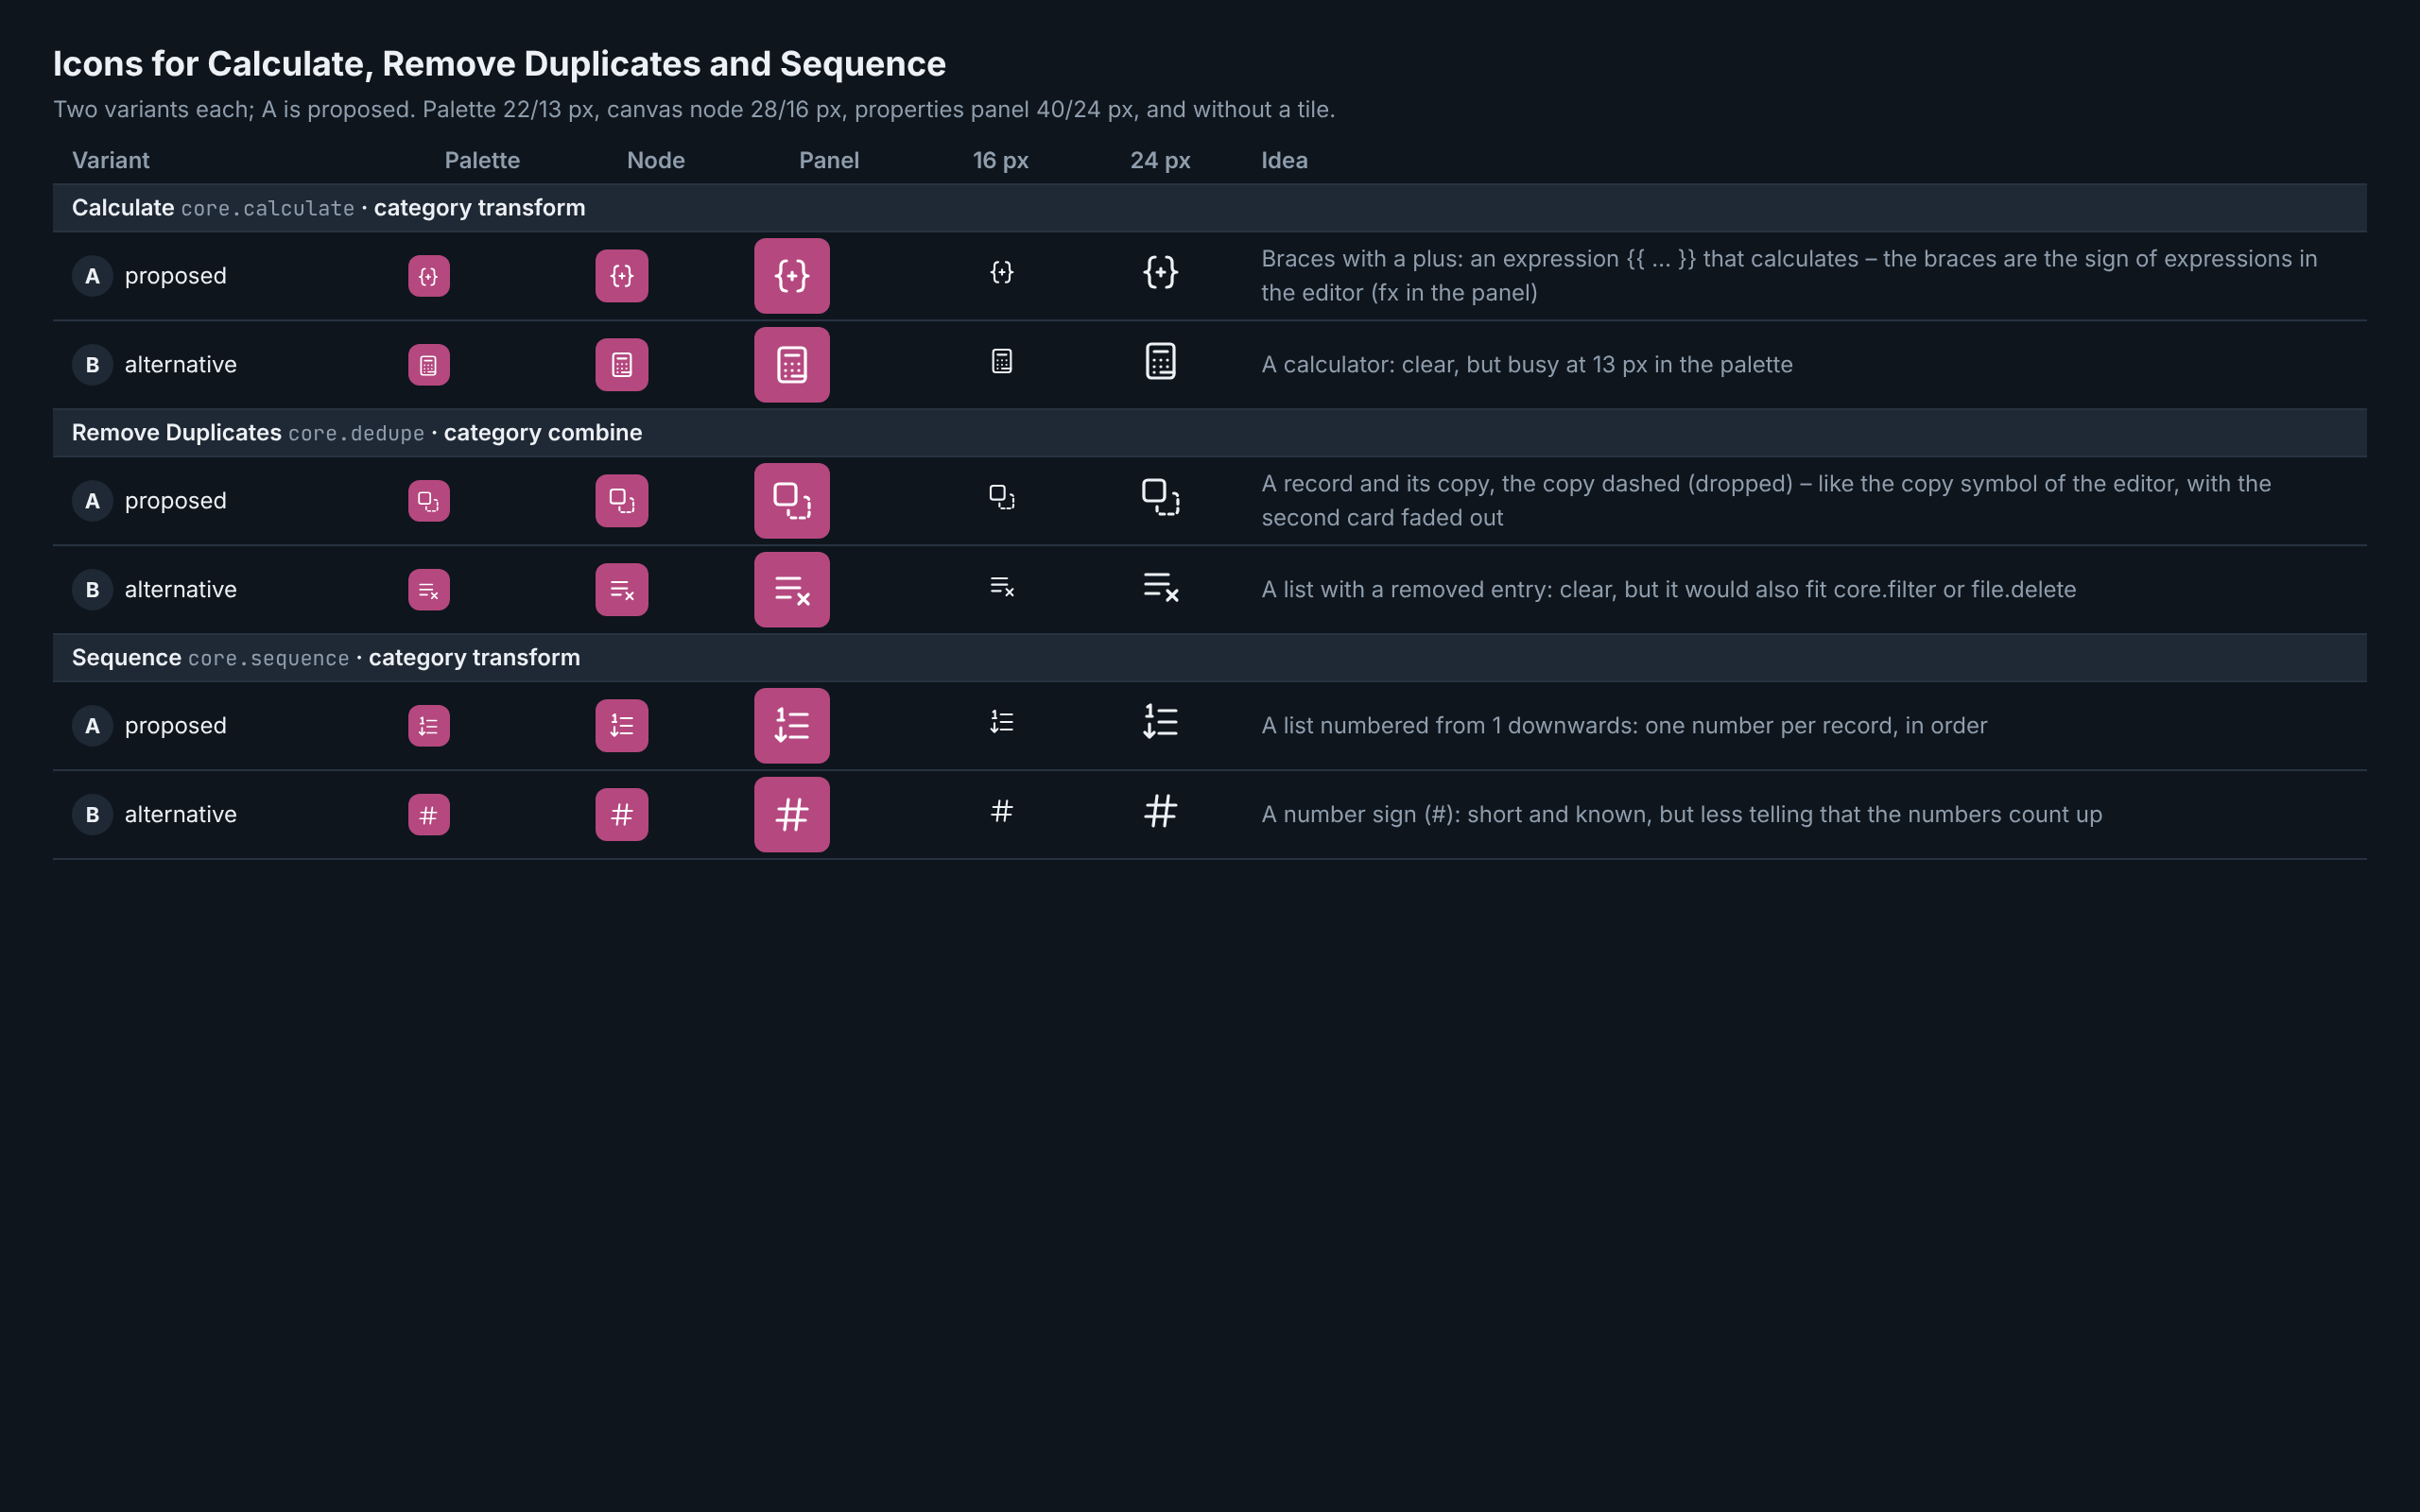 Icons for Calculate, Remove Duplicates and Sequence
Two variants each; A is proposed. Palette 22/13 px, canvas node 28/16 px, properties panel 40/24 px, and without a tile.
Variant Palette Node Panel 16 px 24 px Idea
Calculate core.calculate · category transform
A proposed Braces with a plus: an expression {{ ... }} that calculates – the braces are the sign of expressions in
the editor (fx in the panel)
B alternative A calculator: clear, but busy at 13 px in the palette
Remove Duplicates core.dedupe · category combine
A proposed A record and its copy, the copy dashed (dropped) – like the copy symbol of the editor, with the
second card faded out
B alternative A list with a removed entry: clear, but it would also fit core.filter or file.delete
Sequence core.sequence · category transform
A proposed A list numbered from 1 downwards: one number per record, in order
B alternative A number sign (#): short and known, but less telling that the numbers count up